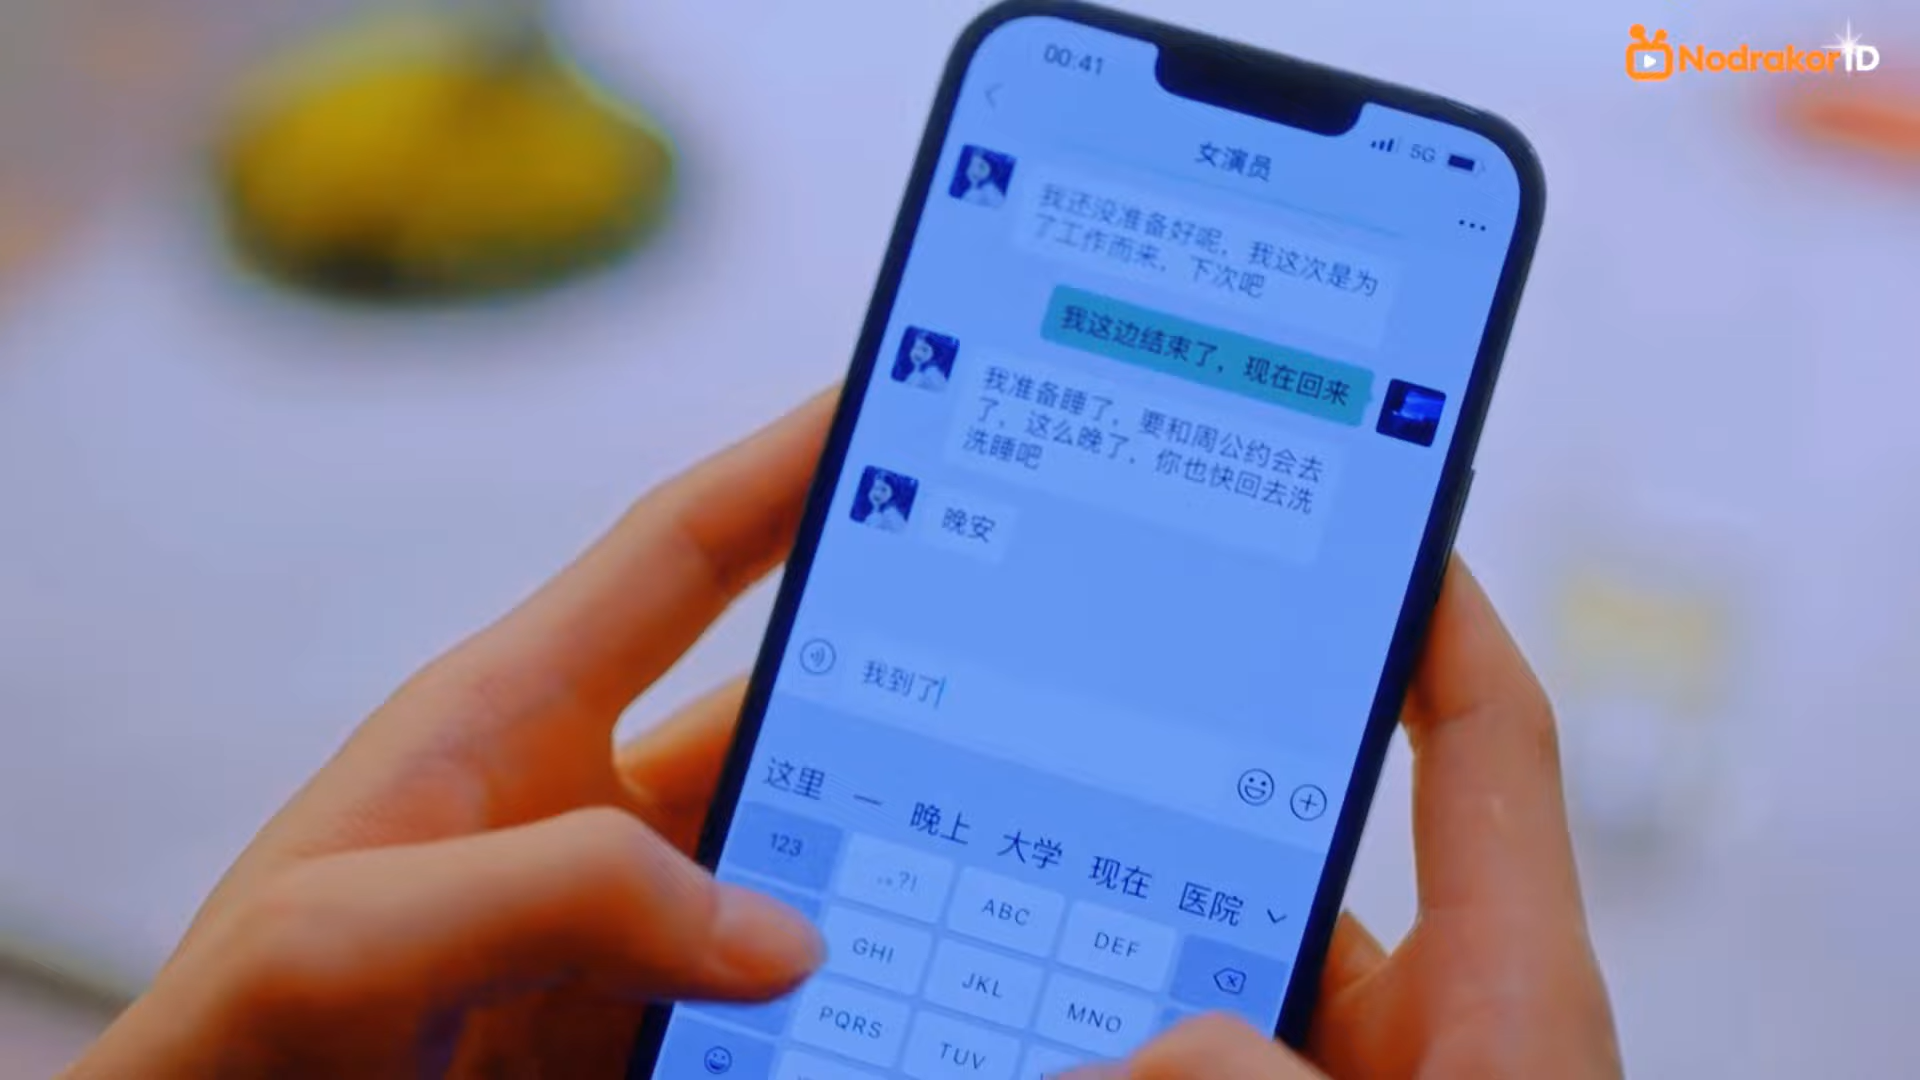 NodrakorID
00:41
5G
女演员
我还没准备好呢，我这次是为
了工作而来，下次吧
我这边结束了，现在回来
我准备睡了，要和周公约会去
了，这么晚了，你也快回去洗
洗睡吧
晚安
我到了
这里 一 晚上 大学 现在 医院
123 .,?! ABC DEF
GHI JKL MNO
PQRS TUV